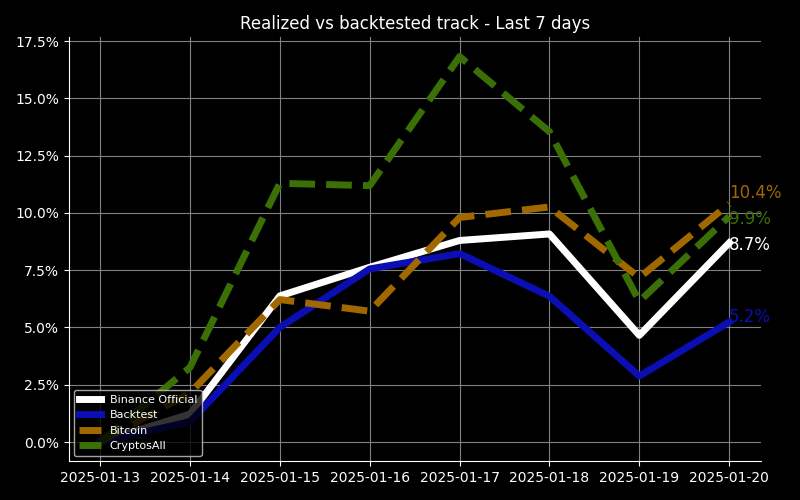 Realized vs backtested track - Last 7 days
17.5%
15.0%
12.5%
10.0%
7.5%
5.0%
2.5%
0.0%
10.4%
9.9%
8.7%
5.2%
Binance Official
Backtest
Bitcoin
CryptosAll
2025-01-13 2025-01-14 2025-01-15 2025-01-16 2025-01-17 2025-01-18 2025-01-19 2025-01-20